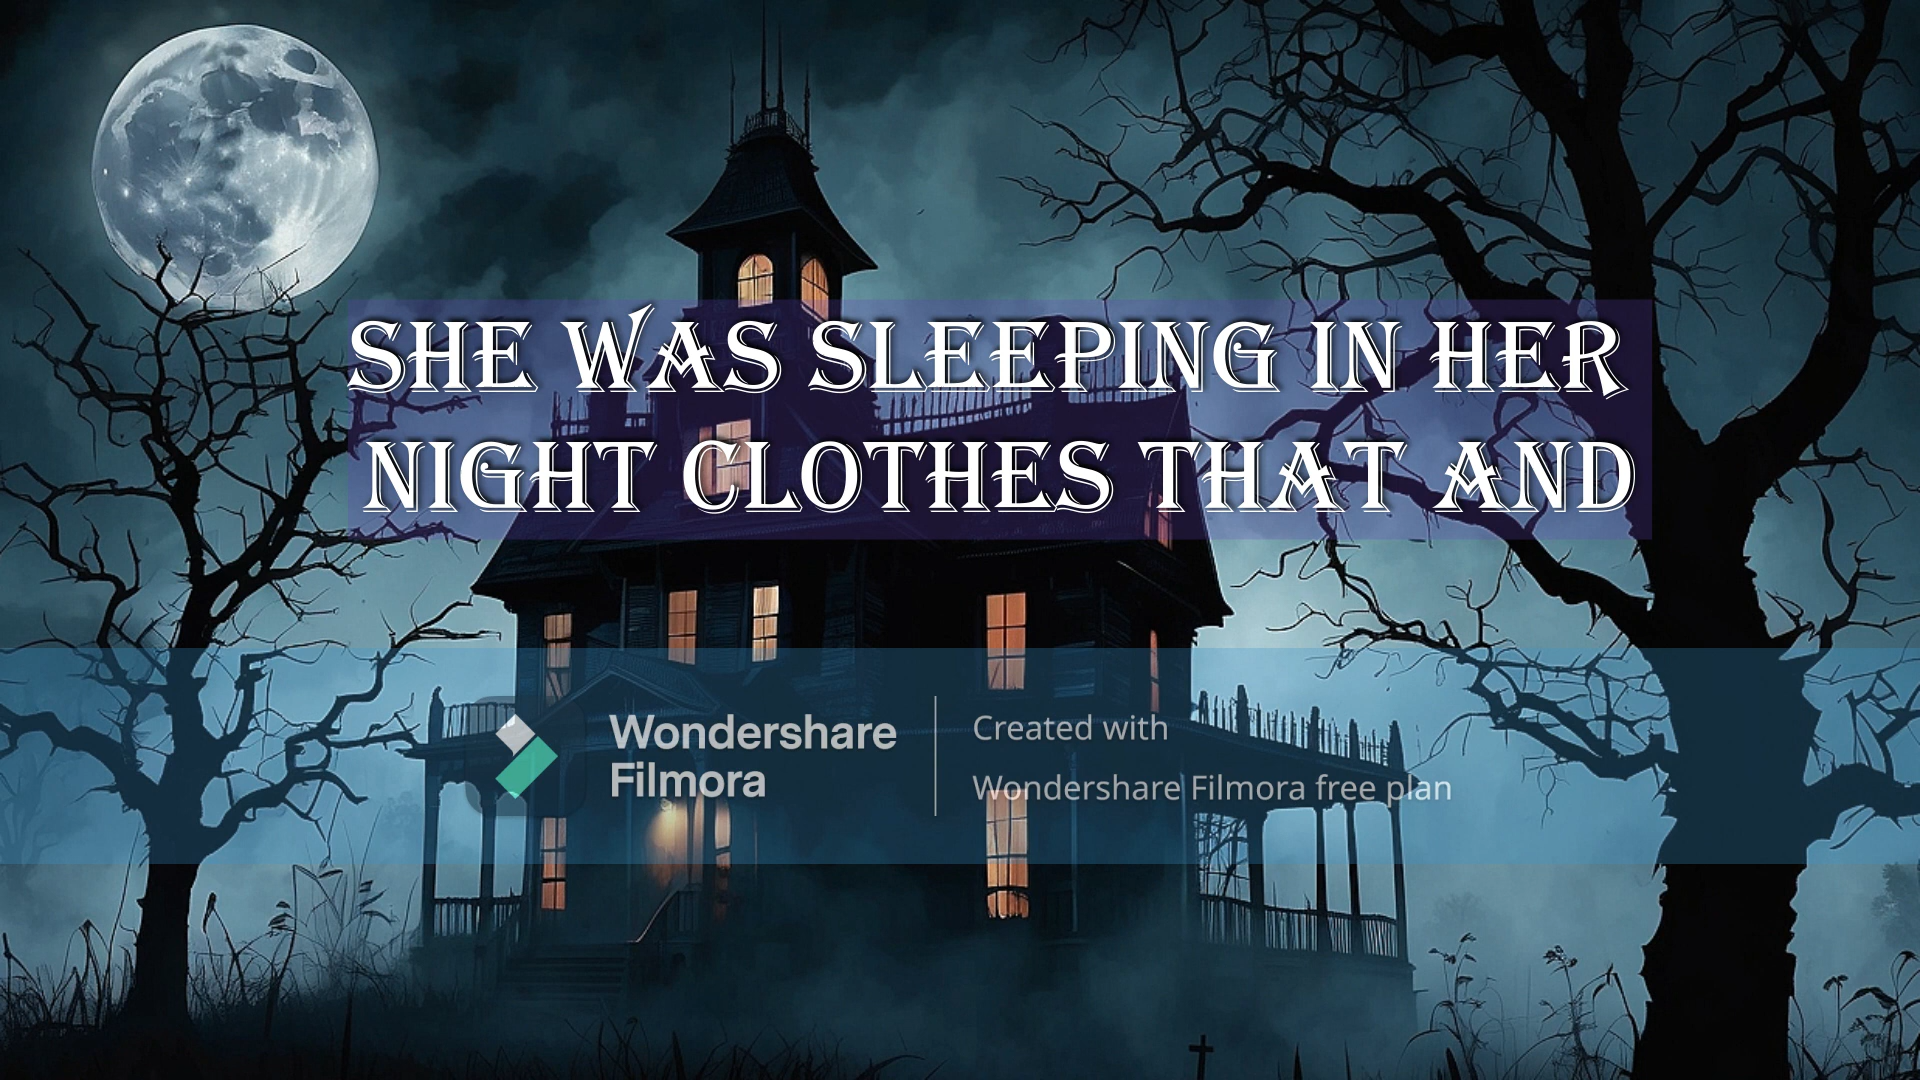 SHE WAS SLEEPING IN HER
NIGHT CLOTHES THAT AND
Wondershare
Filmora
Created with
Wondershare Filmora free plan